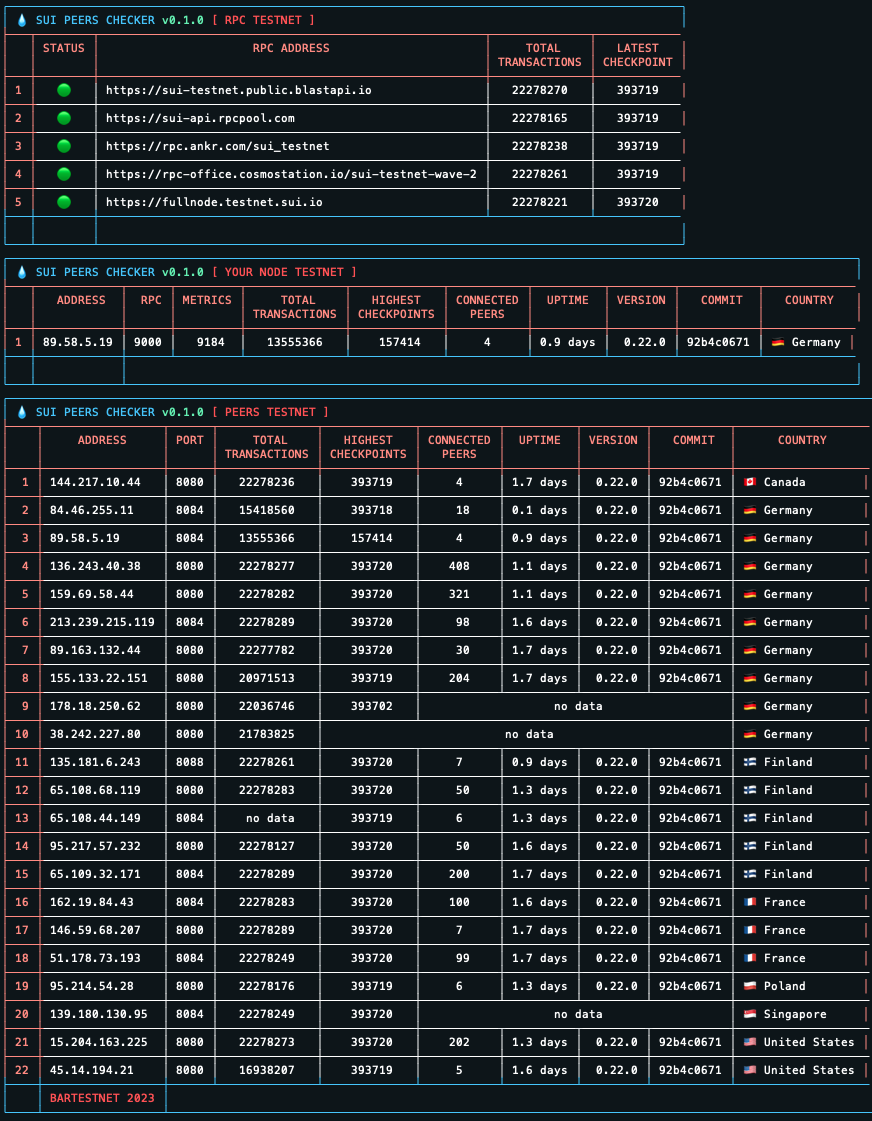 SUI PEERS CHECKER v0.1.0 [ RPC TESTNET ]
STATUS RPC ADDRESS TOTAL LATEST
TRANSACTIONS CHECKPOINT
1 https://sui-testnet.public.blastapi.io 22278270 393719
2 https://sui-api.rpcpool.com 22278165 393719
3 https://rpc.ankr.com/sui_testnet 22278238 393719
4 https://rpc-office.cosmostation.io/sui-testnet-wave-2 22278261 393719
5 https://fullnode.testnet.sui.io 22278221 393720
SUI PEERS CHECKER v0.1.0 [ YOUR NODE TESTNET ]
ADDRESS RPC METRICS TOTAL HIGHEST CONNECTED UPTIME VERSION COMMIT COUNTRY
TRANSACTIONS CHECKPOINTS PEERS
1 89.58.5.19 9000 9184 13555366 157414 4 0.9 days 0.22.0 92b4c0671 Germany
SUI PEERS CHECKER v0.1.0 [ PEERS TESTNET ]
ADDRESS PORT TOTAL HIGHEST CONNECTED UPTIME VERSION COMMIT COUNTRY
TRANSACTIONS CHECKPOINTS PEERS
1 144.217.10.44 8080 22278236 393719 4 1.7 days 0.22.0 92b4c0671 Canada
2 84.46.255.11 8084 15418560 393718 18 0.1 days 0.22.0 92b4c0671 Germany
3 89.58.5.19 8084 13555366 157414 4 0.9 days 0.22.0 92b4c0671 Germany
4 136.243.40.38 8080 22278277 393720 408 1.1 days 0.22.0 92b4c0671 Germany
5 159.69.58.44 8080 22278282 393720 321 1.1 days 0.22.0 92b4c0671 Germany
6 213.239.215.119 8084 22278289 393720 98 1.6 days 0.22.0 92b4c0671 Germany
7 89.163.132.44 8080 22277782 393720 30 1.7 days 0.22.0 92b4c0671 Germany
8 155.133.22.151 8080 20971513 393719 204 1.7 days 0.22.0 92b4c0671 Germany
9 178.18.250.62 8080 22036746 393702 no data Germany
10 38.242.227.80 8080 21783825 no data Germany
11 135.181.6.243 8088 22278261 393720 7 0.9 days 0.22.0 92b4c0671 Finland
12 65.108.68.119 8080 22278283 393720 50 1.3 days 0.22.0 92b4c0671 Finland
13 65.108.44.149 8084 no data 393719 6 1.3 days 0.22.0 92b4c0671 Finland
14 95.217.57.232 8080 22278127 393720 50 1.6 days 0.22.0 92b4c0671 Finland
15 65.109.32.171 8084 22278289 393720 200 1.7 days 0.22.0 92b4c0671 Finland
16 162.19.84.43 8084 22278283 393720 100 1.6 days 0.22.0 92b4c0671 France
17 146.59.68.207 8080 22278289 393720 7 1.7 days 0.22.0 92b4c0671 France
18 51.178.73.193 8084 22278249 393720 99 1.7 days 0.22.0 92b4c0671 France
19 95.214.54.28 8080 22278176 393719 6 1.3 days 0.22.0 92b4c0671 Poland
20 139.180.130.95 8084 22278249 393720 no data Singapore
21 15.204.163.225 8080 22278273 393720 202 1.3 days 0.22.0 92b4c0671 United States
22 45.14.194.21 8080 16938207 393719 5 1.6 days 0.22.0 92b4c0671 United States
BARTESTNET 2023